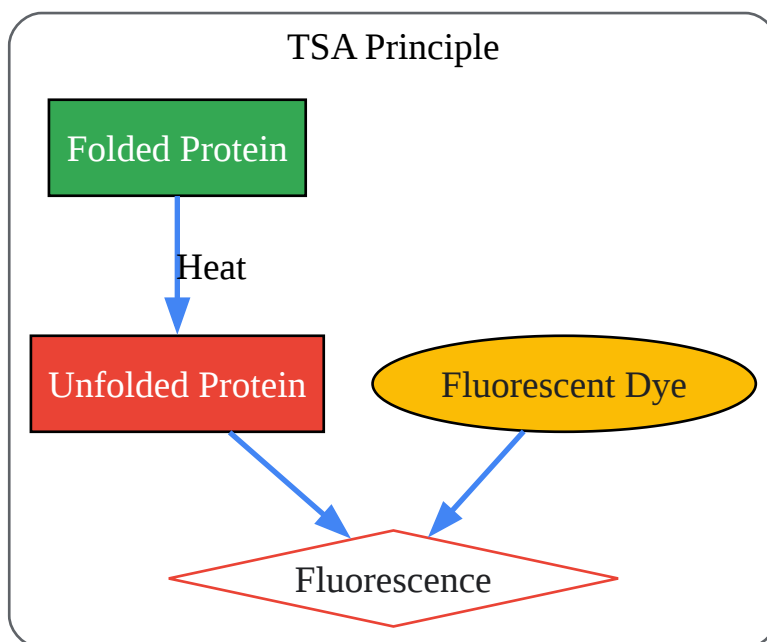 TSA Principle
Folded Protein
Heat
Unfolded Protein
Fluorescent Dye
Fluorescence